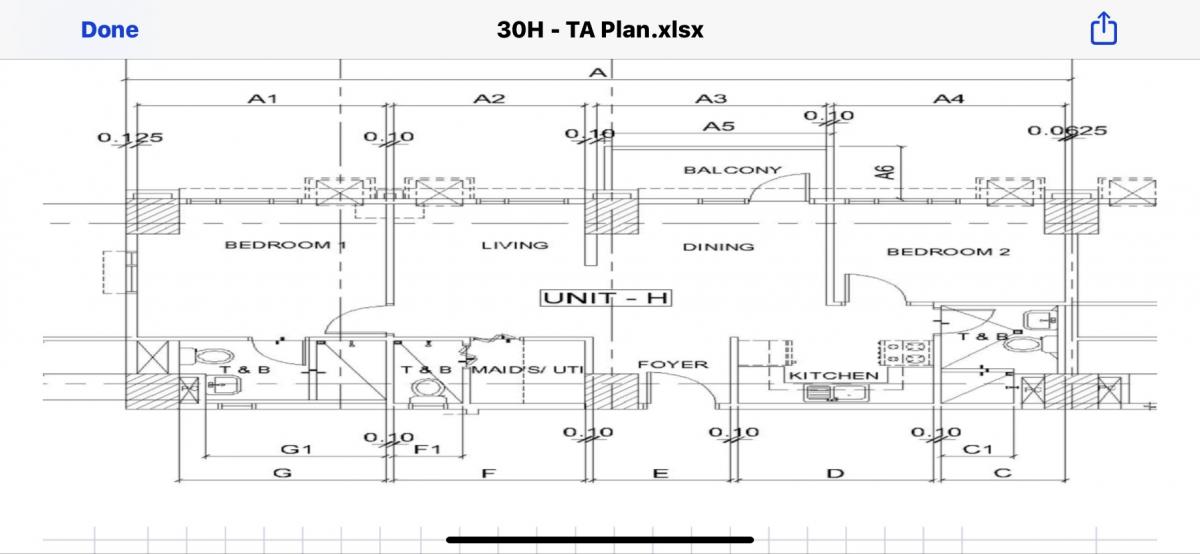 Done 30H - TA Plan.xlsx
A
A1 A2 A3 A4
0.125 0.10 0.10 A5 0.10 0.0625
BALCONY A6
BEDROOM 1 LIVING DINING BEDROOM 2
UNIT - H
T & B
T & B T & B MAID'S/ UTI FOYER KITCHEN
0.10 0.10 0.10 0.10
G1 F1 C1
G F E D C